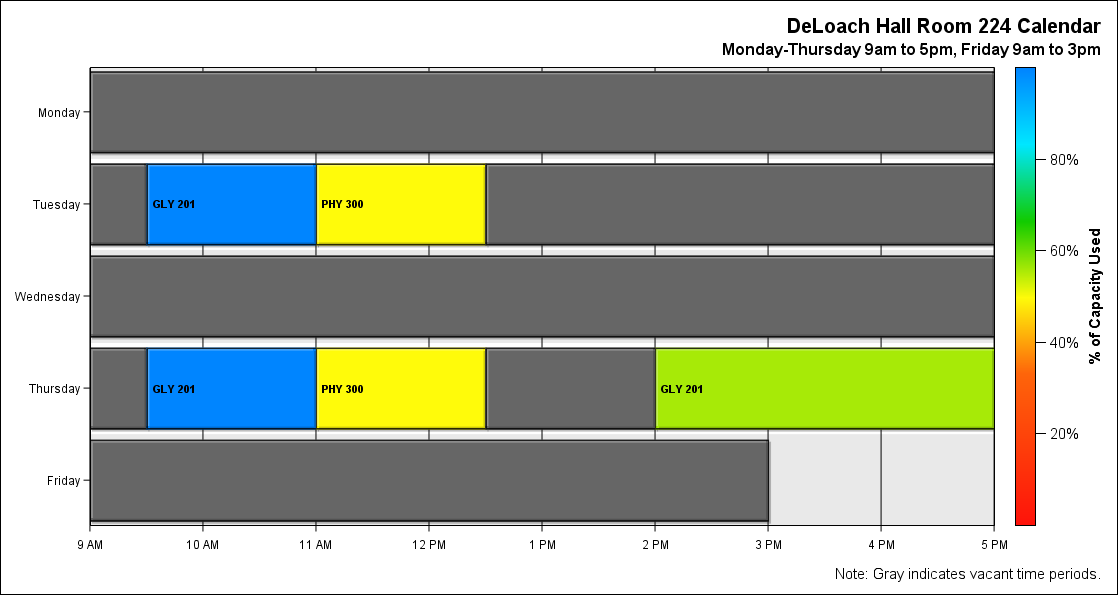 DeLoach Hall Room 224 Calendar
Monday-Thursday 9am to 5pm, Friday 9am to 3pm
Monday
Tuesday
GLY 201
PHY 300
Wednesday
Thursday
GLY 201
PHY 300
GLY 201
Friday
9 AM
10 AM
11 AM
12 PM
1 PM
2 PM
3 PM
4 PM
5 PM
80%
60%
40%
20%
% of Capacity Used
Note: Gray indicates vacant time periods.